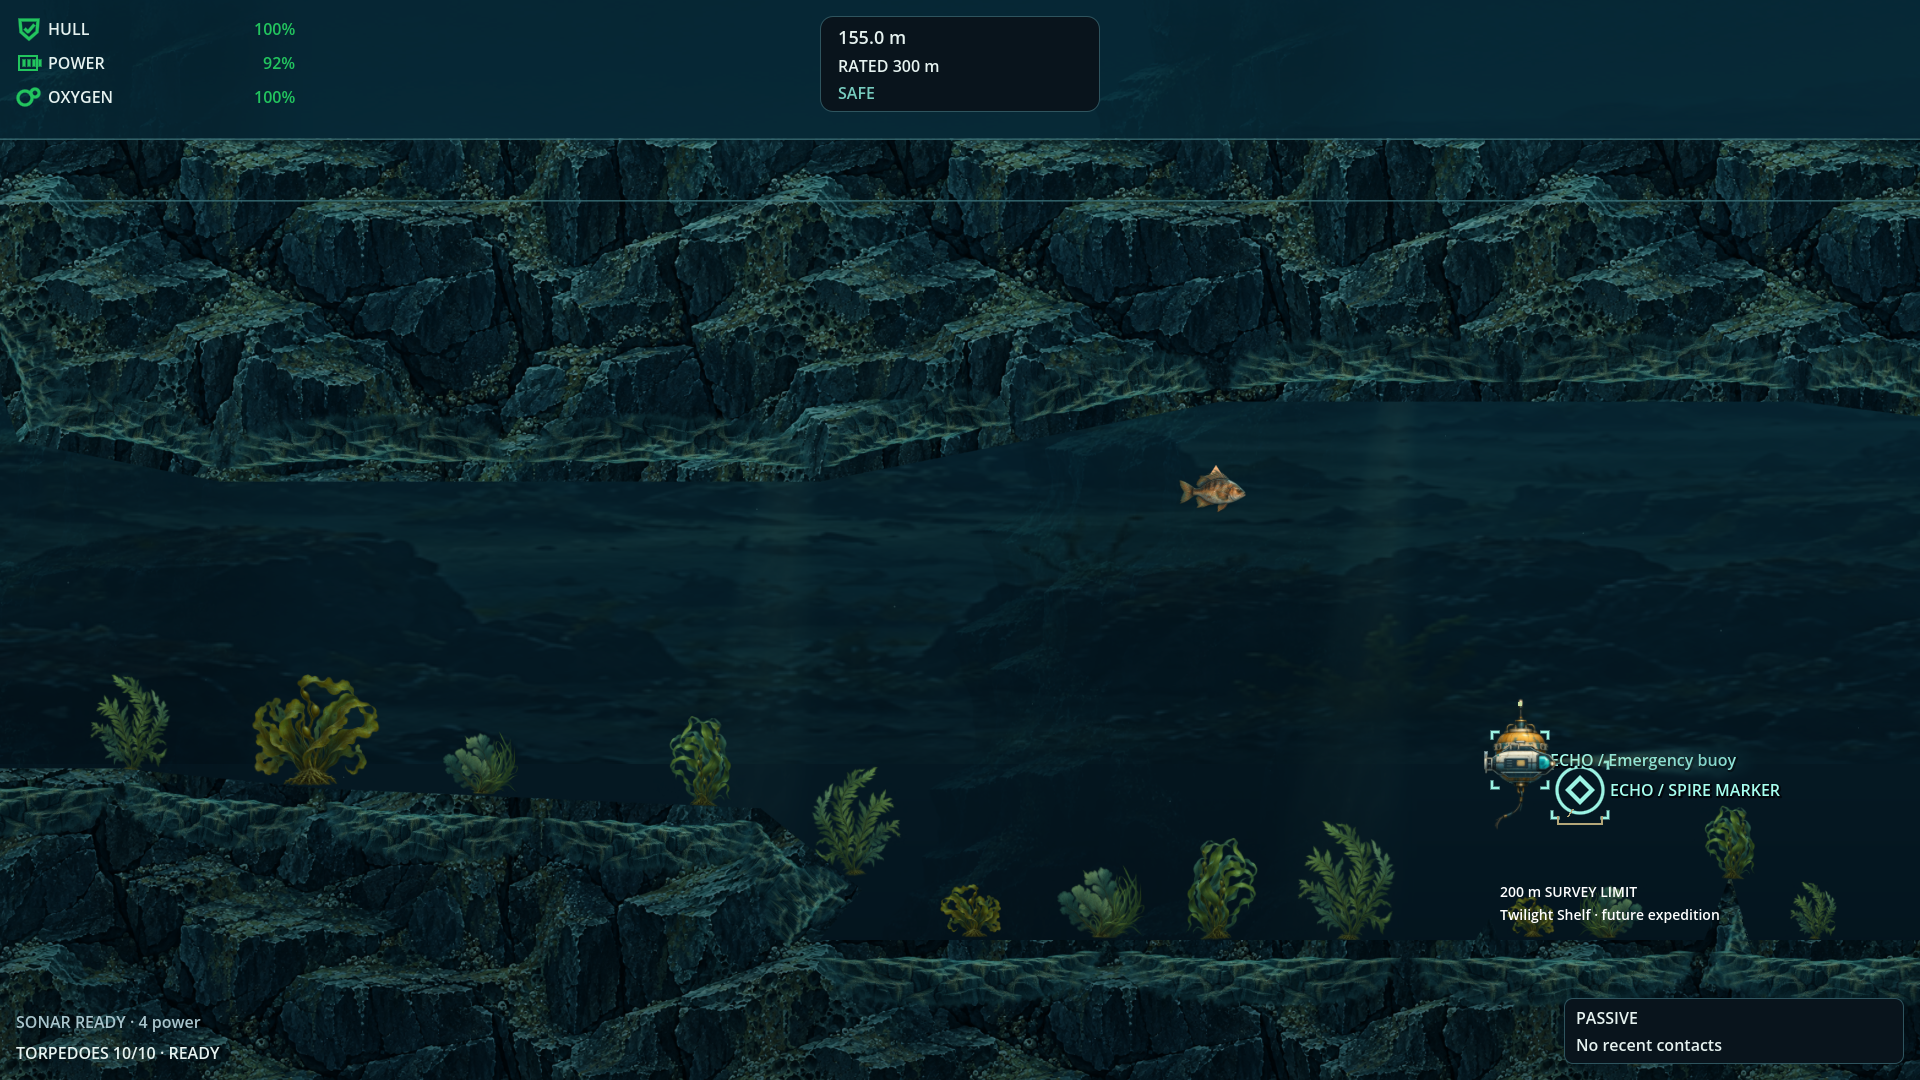 HULL 100%
POWER 92%
OXYGEN 100%
155.0 m
RATED 300 m
SAFE
ECHO / Emergency buoy
ECHO / SPIRE MARKER
200 m SURVEY LIMIT
Twilight Shelf · future expedition
SONAR READY · 4 power
TORPEDOES 10/10 · READY
PASSIVE
No recent contacts